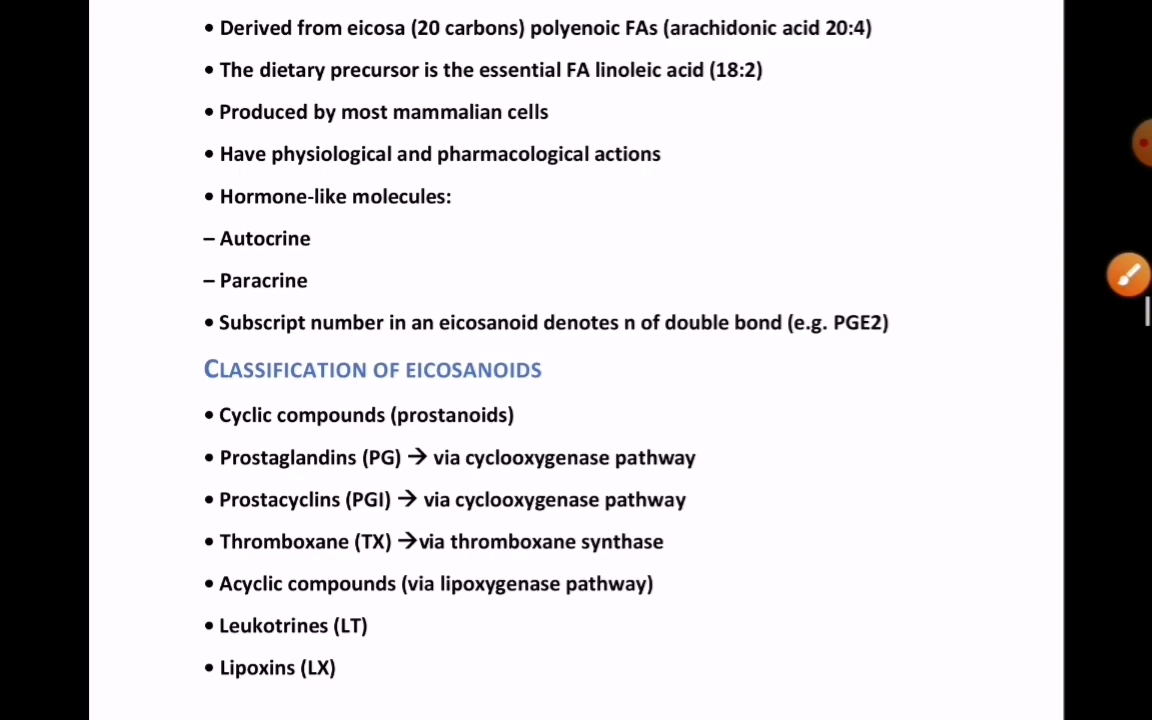 • Derived from eicosa (20 carbons) polyenoic FAs (arachidonic acid 20:4)
• The dietary precursor is the essential FA linoleic acid (18:2)
• Produced by most mammalian cells
• Have physiological and pharmacological actions
• Hormone-like molecules:
– Autocrine
– Paracrine
• Subscript number in an eicosanoid denotes n of double bond (e.g. PGE2)
CLASSIFICATION OF EICOSANOIDS
• Cyclic compounds (prostanoids)
• Prostaglandins (PG) → via cyclooxygenase pathway
• Prostacyclins (PGI) → via cyclooxygenase pathway
• Thromboxane (TX) →via thromboxane synthase
• Acyclic compounds (via lipoxygenase pathway)
• Leukotrines (LT)
• Lipoxins (LX)